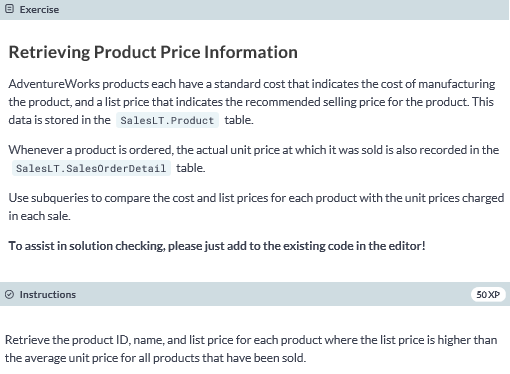 Exercise
Retrieving Product Price Information
AdventureWorks products each have a standard cost that indicates the cost of manufacturing
the product, and a list price that indicates the recommended selling price for the product. This
data is stored in the SalesLT.Product table.
Whenever a product is ordered, the actual unit price at which it was sold is also recorded in the
SalesLT.SalesOrderDetail table.
Use subqueries to compare the cost and list prices for each product with the unit prices charged
in each sale.
To assist in solution checking, please just add to the existing code in the editor!
Instructions 50 XP
Retrieve the product ID, name, and list price for each product where the list price is higher than
the average unit price for all products that have been sold.